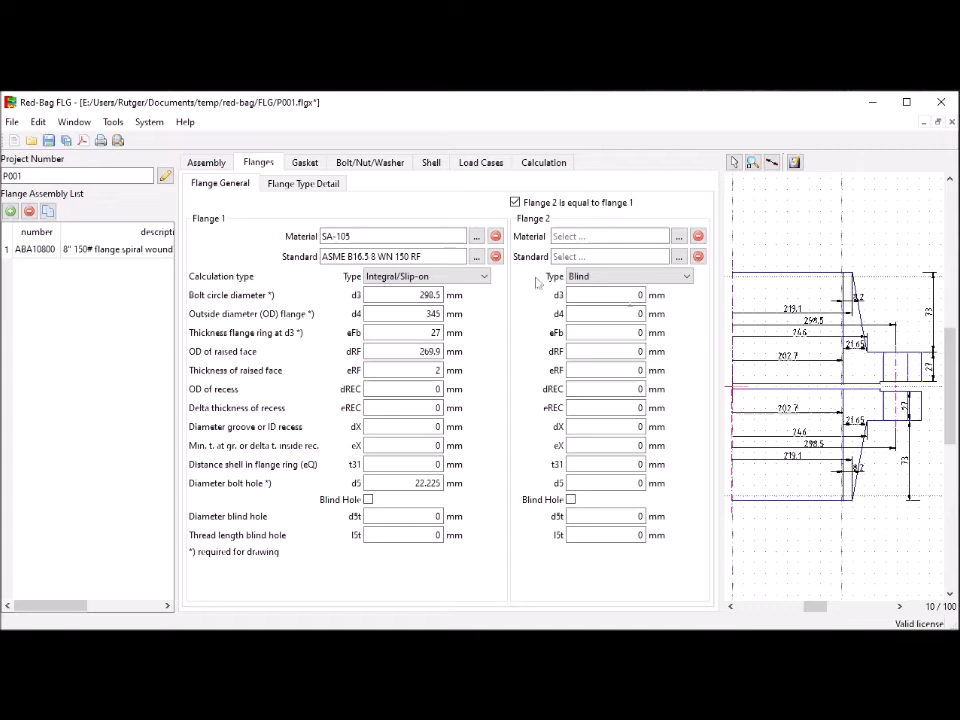 Red-Bag FLG - [E:/Users/Rutger/Documents/temp/red-bag/FLG/P001.flgx*]
File Edit Window Tools System Help
Project Number
P001
Flange Assembly List
number descripti
1 ABA10800 8" 150# flange spiral wound
Assembly Flanges Gasket Bolt/Nut/Washer Shell Load Cases Calculation
Flange General Flange Type Detail
Flange 2 is equal to flange 1
Flange 1 Flange 2
Material SA-105 ... Material Select ... ...
Standard ASME B16.5 8 WN 150 RF ... Standard Select ... ...
Calculation type Type Integral/Slip-on Type Blind
Bolt circle diameter *) d3 298.5 mm d3 0 mm
Outside diameter (OD) flange *) d4 345 mm d4 0 mm
Thickness flange ring at d3 *) eFb 27 mm eFb 0 mm
OD of raised face dRF 269.9 mm dRF 0 mm
Thickness of raised face eRF 2 mm eRF 0 mm
OD of recess dREC 0 mm dREC 0 mm
Delta thickness of recess eREC 0 mm eREC 0 mm
Diameter groove or ID recess dX 0 mm dX 0 mm
Min. t. at gr. or delta t. inside rec. eX 0 mm eX 0 mm
Distance shell in flange ring (eQ) t31 0 mm t31 0 mm
Diameter bolt hole *) d5 22.225 mm d5 0 mm
Blind Hole Blind Hole
Diameter blind hole d5t 0 mm d5t 0 mm
Thread length blind hole l5t 0 mm l5t 0 mm
*) required for drawing
8.2
219.1
73
298.5
246
21.65
202.7
27
27
202.7
21.65
246
298.5
219.1
73
8.2
10 / 100
Valid license